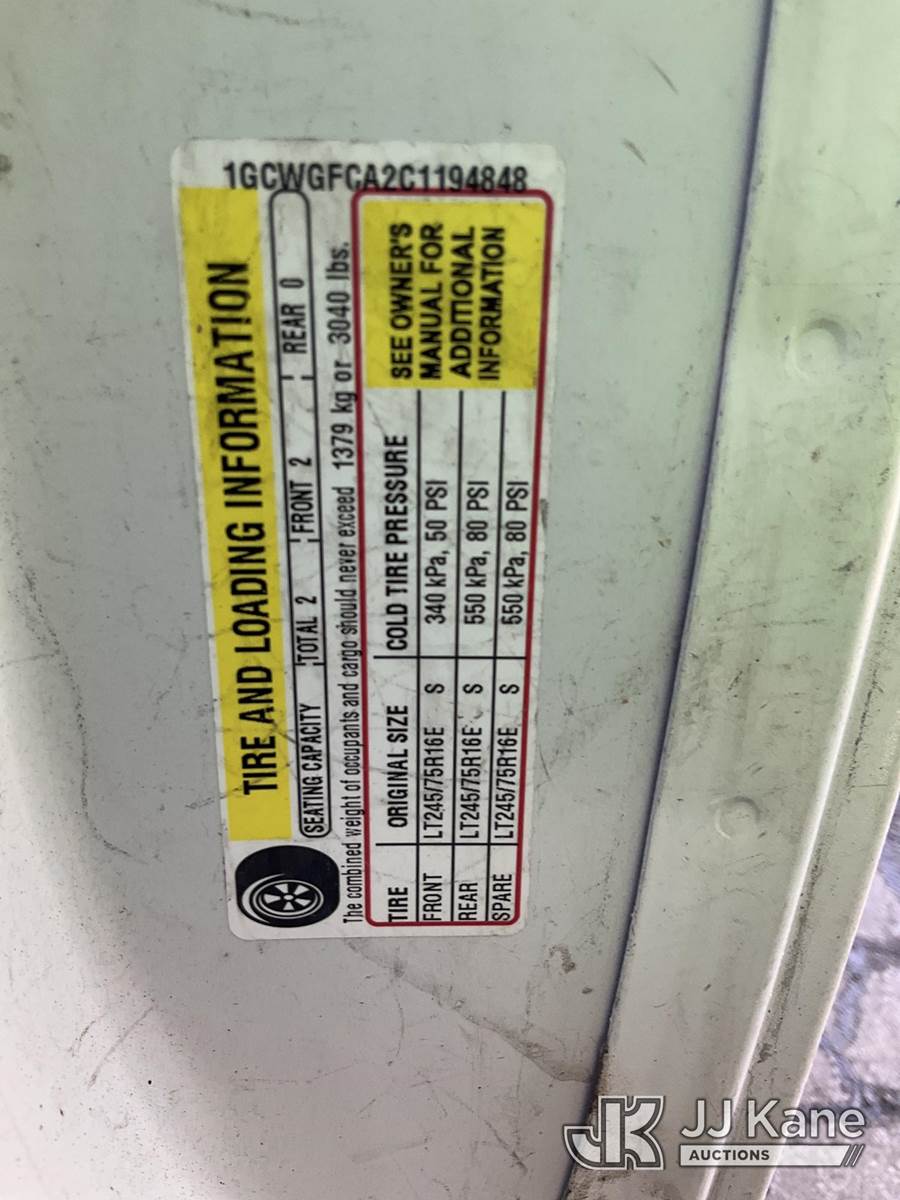 1GCWGFCA2C1194848
TIRE AND LOADING INFORMATION
SEATING CAPACITY TOTAL 2 FRONT 2 REAR 0
The combined weight of occupants and cargo should never exceed 1379 kg or 3040 lbs.
TIRE ORIGINAL SIZE COLD TIRE PRESSURE
FRONT LT245/75R16E S 340 kPa, 50 PSI
REAR LT245/75R16E S 550 kPa, 80 PSI
SPARE LT245/75R16E S 550 kPa, 80 PSI
SEE OWNER'S
MANUAL FOR
ADDITIONAL
INFORMATION
JK JJ Kane
AUCTIONS